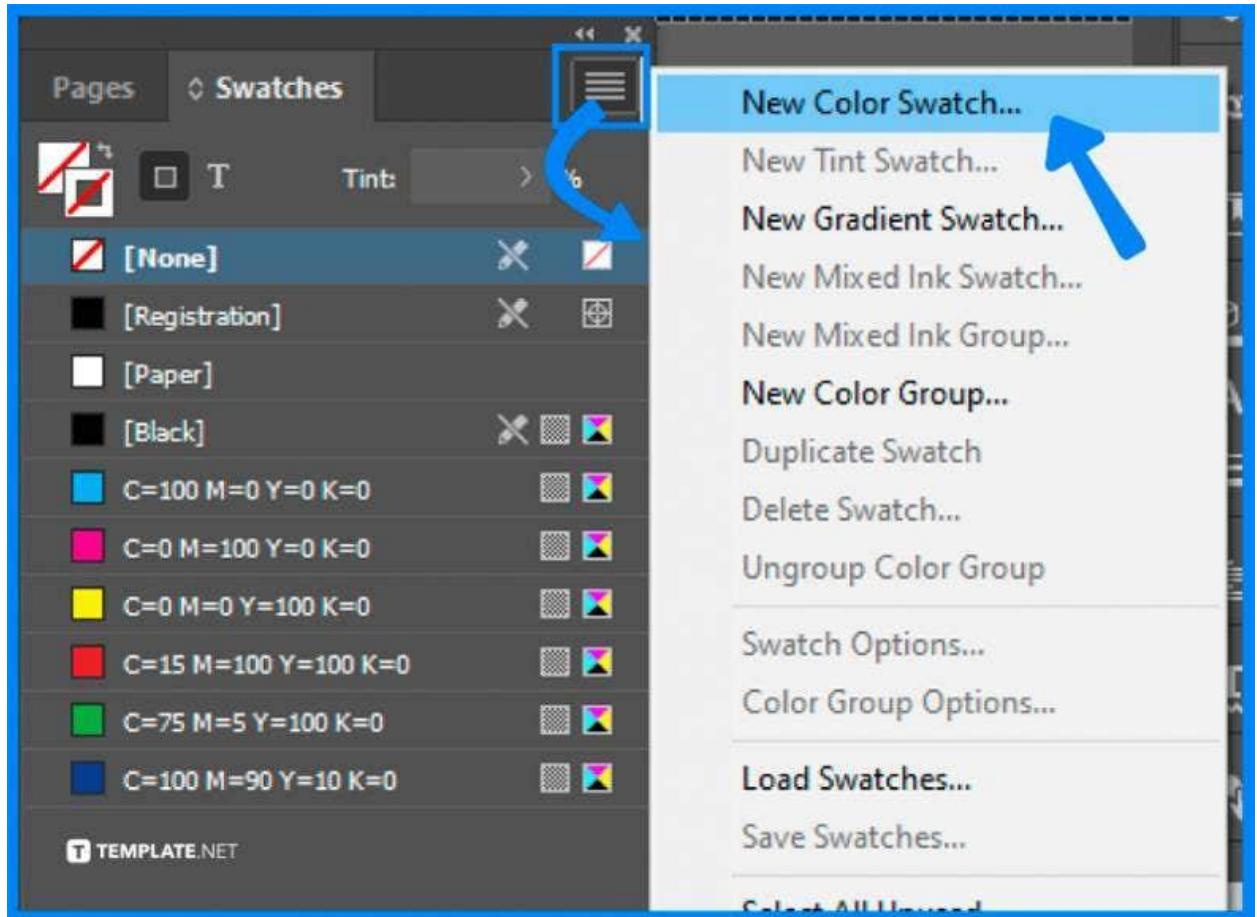 Pages
Swatches
T
Tint:
%
[None]
[Registration]
[Paper]
[Black]
C=100 M=0 Y=0 K=0
C=0 M=100 Y=0 K=0
C=0 M=0 Y=100 K=0
C=15 M=100 Y=100 K=0
C=75 M=5 Y=100 K=0
C=100 M=90 Y=10 K=0
T TEMPLATE.NET
New Color Swatch...
New Tint Swatch...
New Gradient Swatch...
New Mixed Ink Swatch...
New Mixed Ink Group...
New Color Group...
Duplicate Swatch
Delete Swatch...
Ungroup Color Group
Swatch Options...
Color Group Options...
Load Swatches...
Save Swatches...
Select All Unused